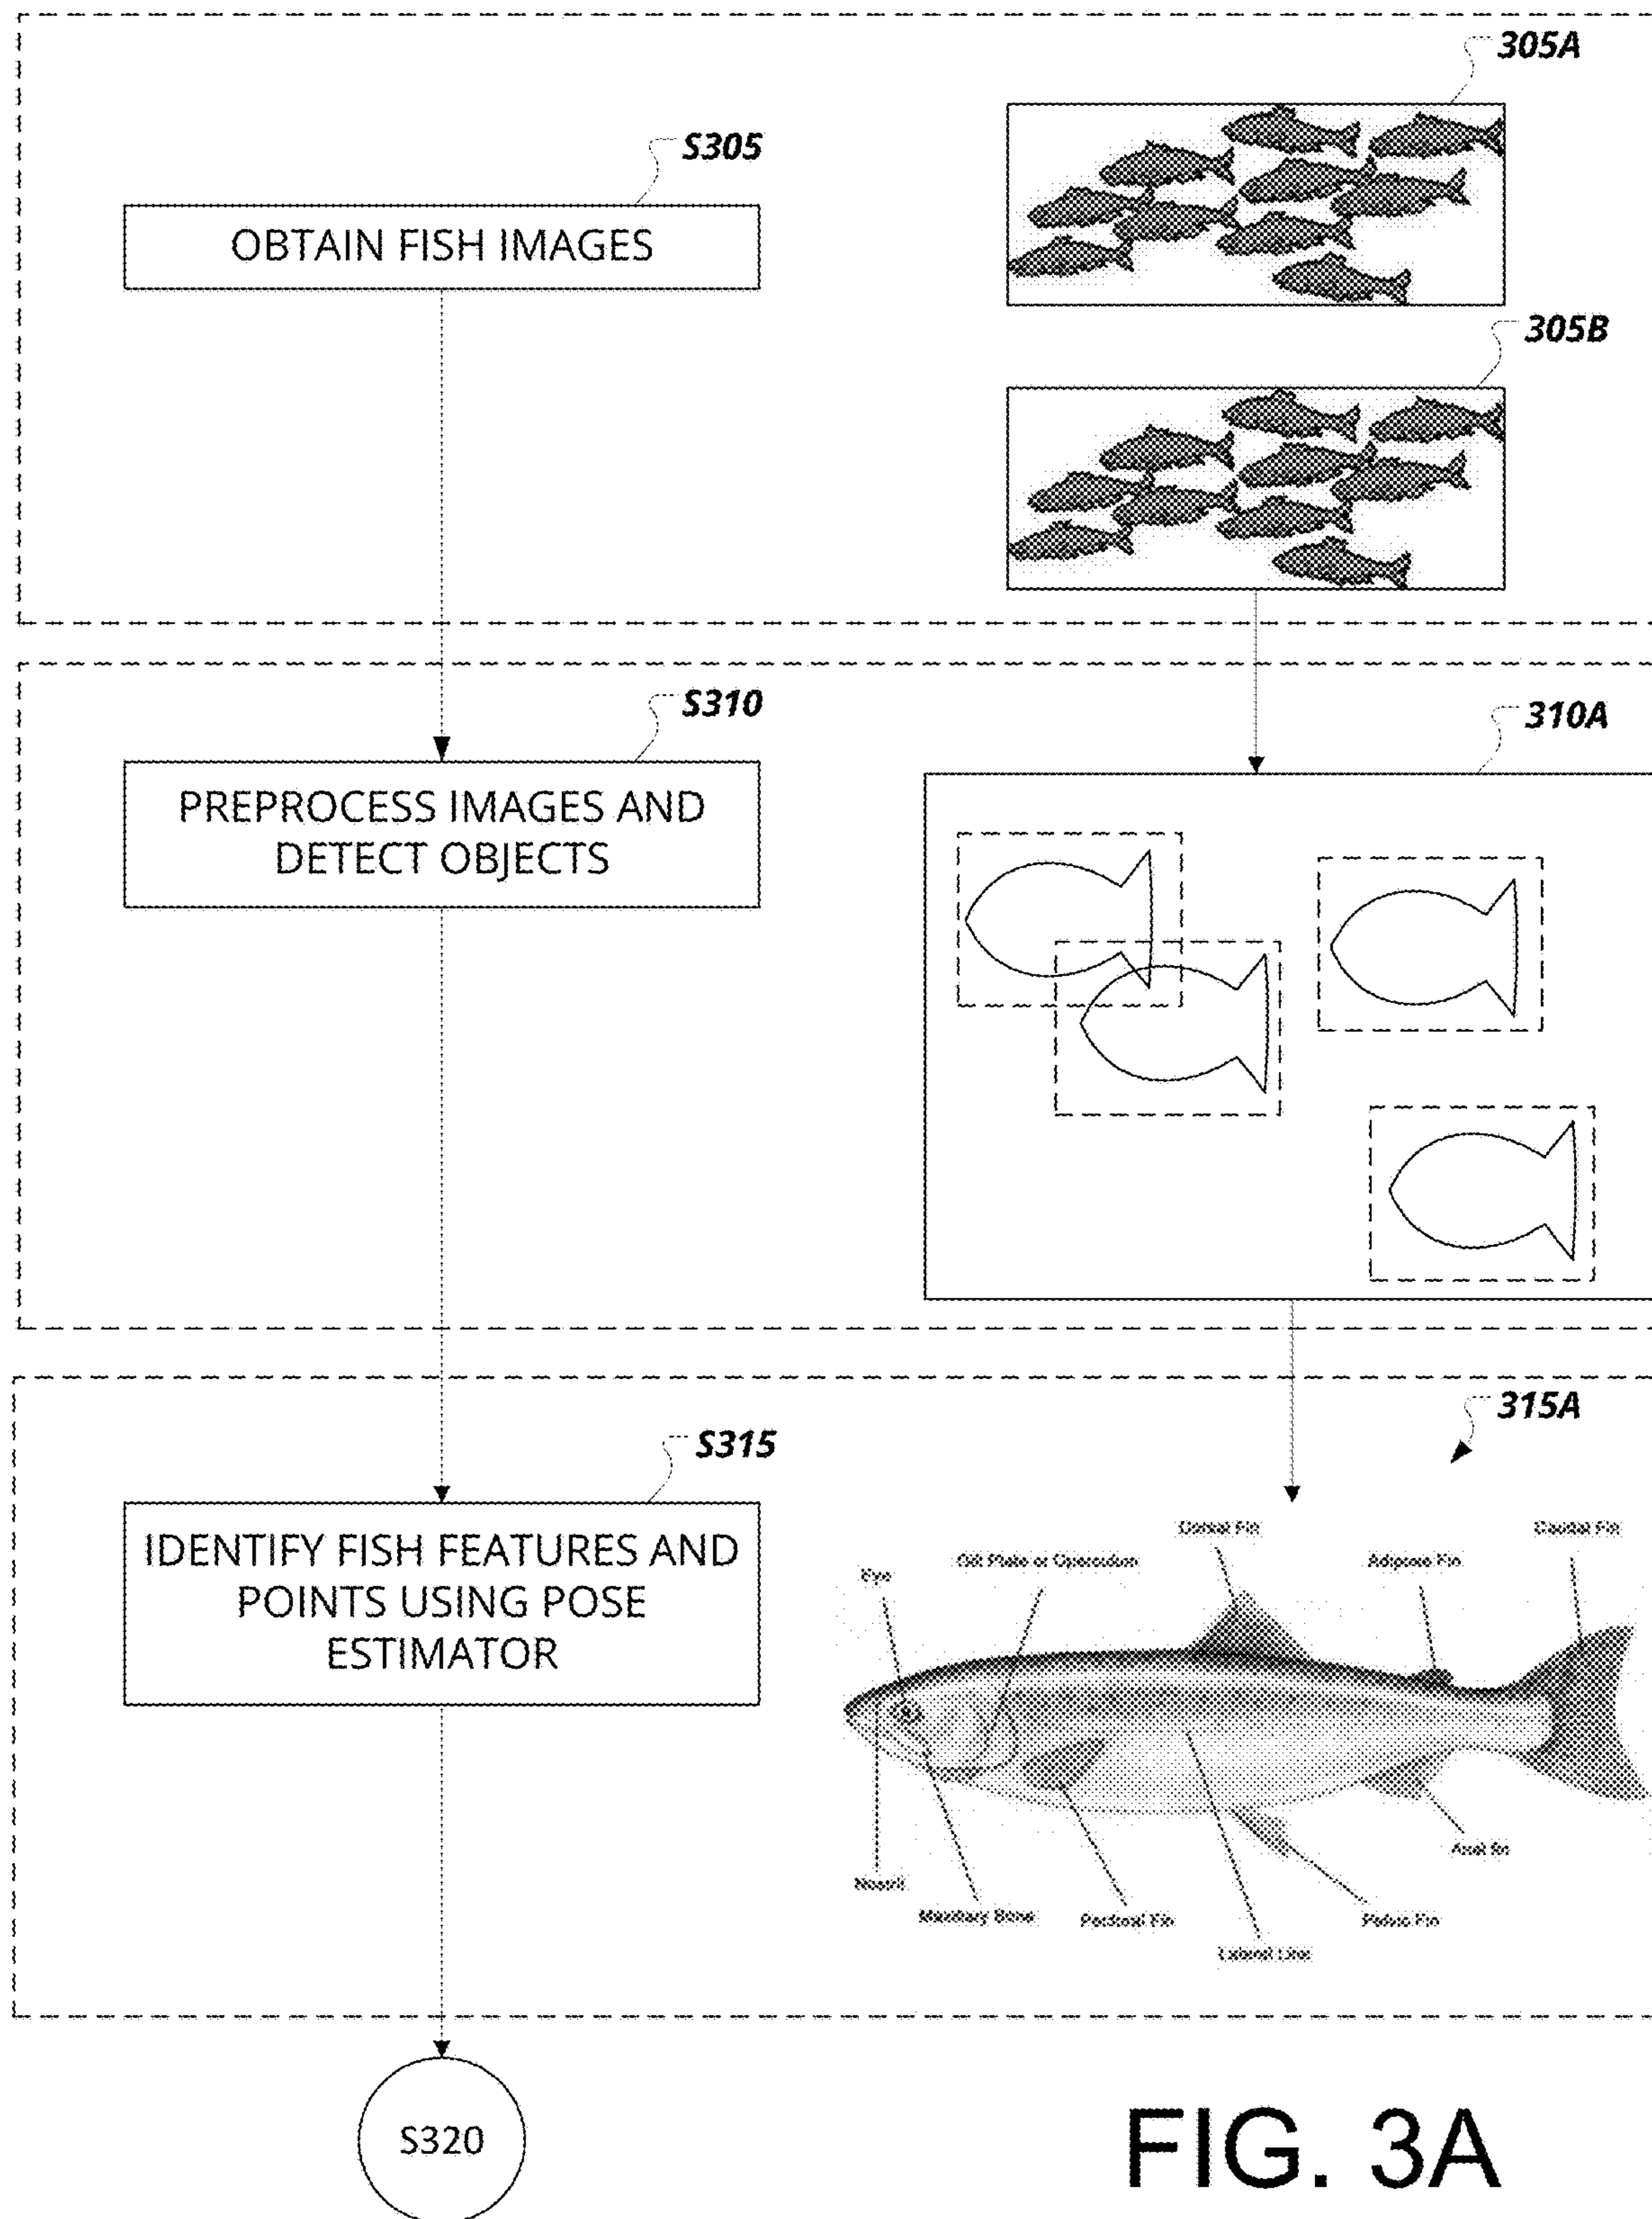 305A
S305
OBTAIN FISH IMAGES
305B
S310
PREPROCESS IMAGES AND
DETECT OBJECTS
310A
315A
S315
IDENTIFY FISH FEATURES AND
POINTS USING POSE
ESTIMATOR
Dorsal Fin
Caudal Fin
Eye
Gill Plate or Operculum
Adipose Fin
Anal fin
Nostril
Maxillary Bone
Pectoral Fin
Pelvic Fin
Lateral Line
S320
FIG. 3A